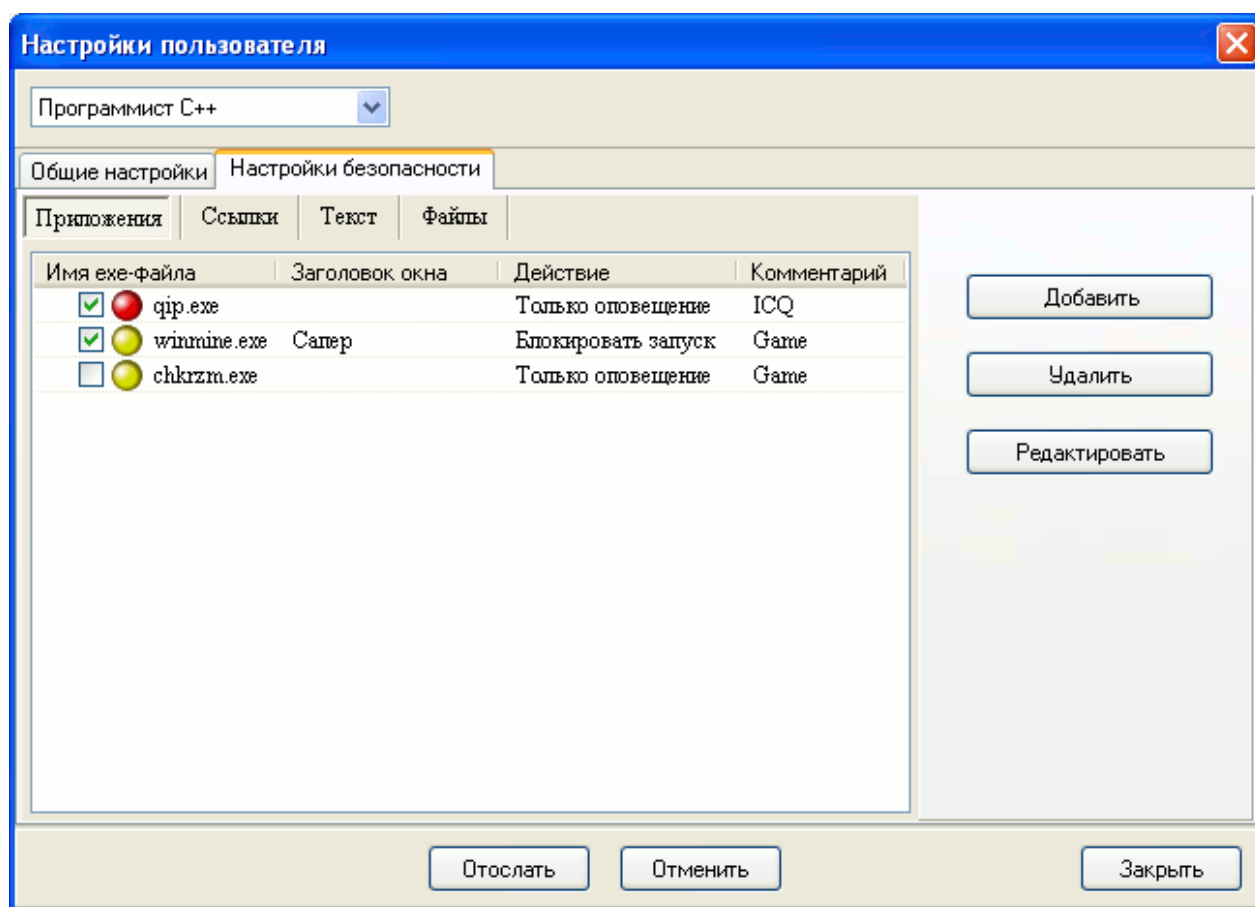 Настройки пользователя
Программист C++
Общие настройки Настройки безопасности
Приложения Ссылки Текст Файлы
Имя exe-файла Заголовок окна Действие Комментарий
qip.exe Только оповещение ICQ
winmine.exe Сапер Блокировать запуск Game
chkrzm.exe Только оповещение Game
Добавить
Удалить
Редактировать
Отослать Отменить Закрыть